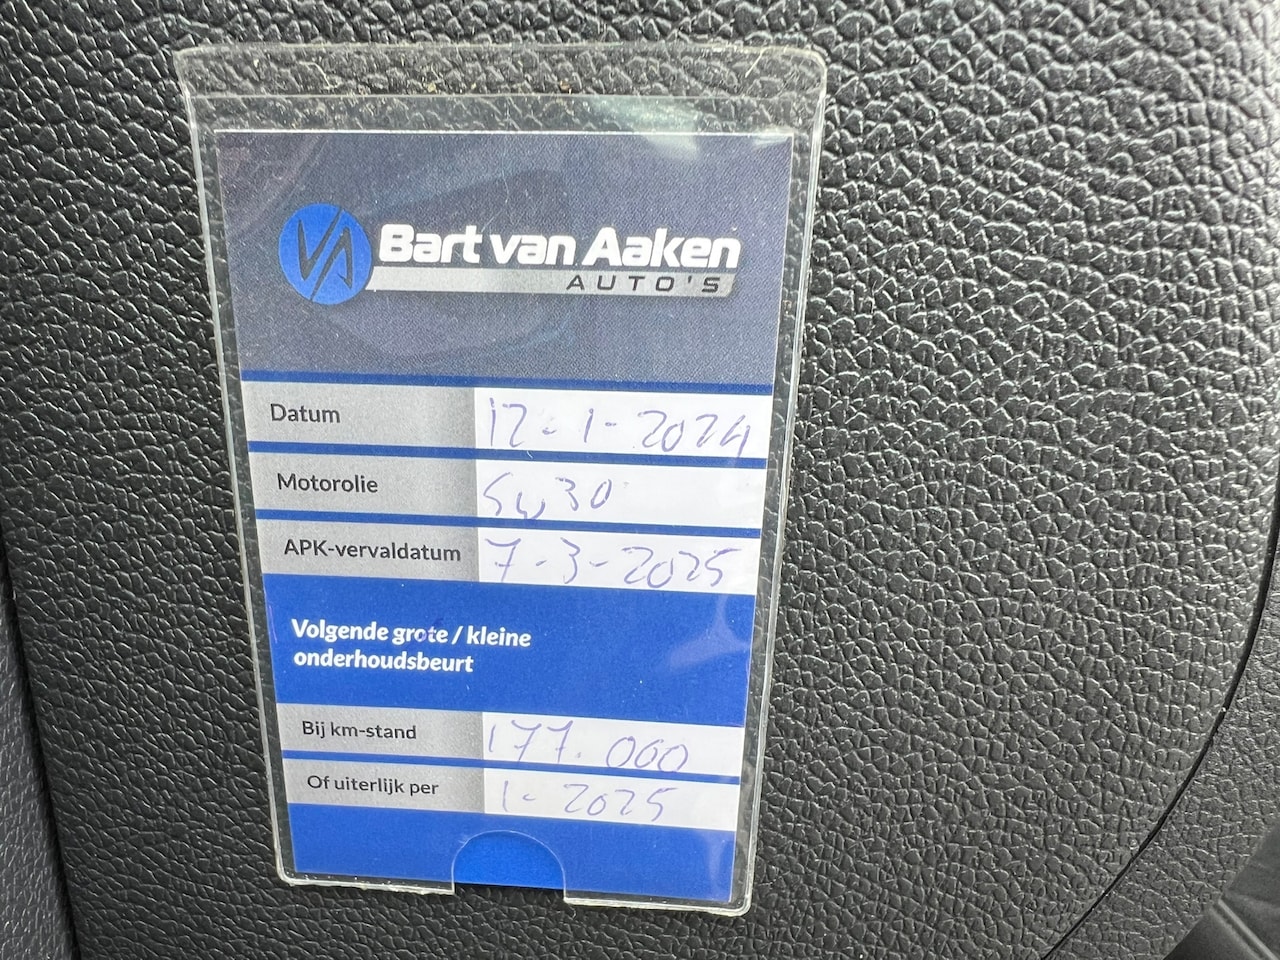 VA Bart van Aaken
AUTO'S
Datum 12-1-2024
Motorolie 5w30
APK-vervaldatum 7-3-2025
Volgende grote / kleine
onderhoudsbeurt
Bij km-stand 177.000
Of uiterlijk per 1-2025